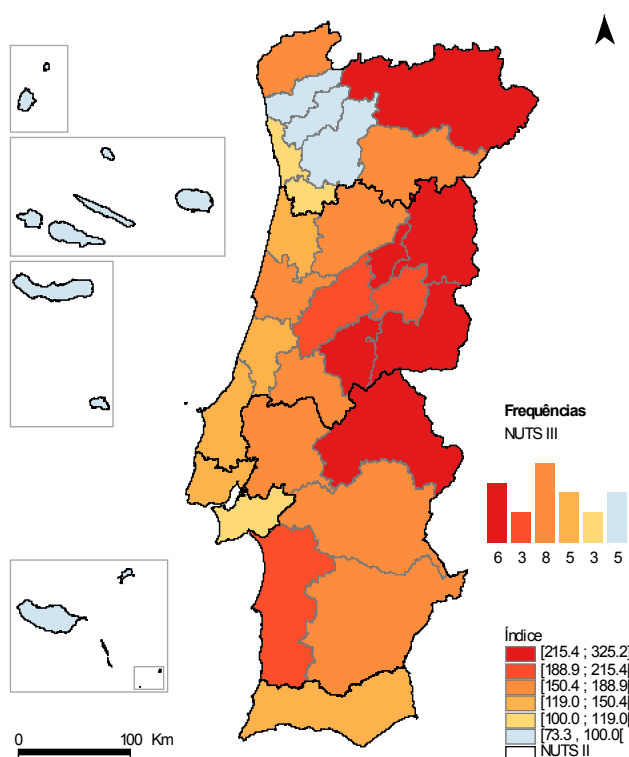 Frequências
NUTS III
6 3 8 5 3 5
Índice
[215.4 ; 325.2]
[188.9 ; 215.4[
[150.4 ; 188.9[
[119.0 ; 150.4[
[100.0 ; 119.0[
[73.3 , 100.0[
NUTS II
0 100 Km